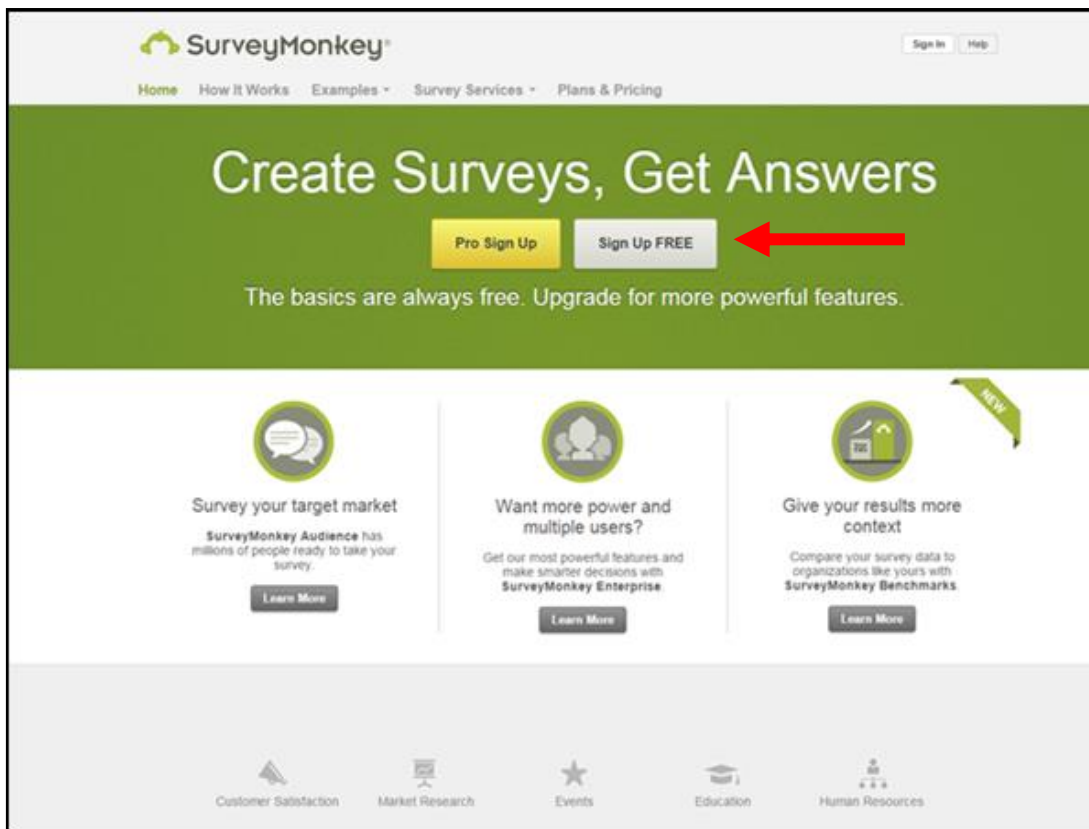 SurveyMonkey®
Sign In Help
Home How It Works Examples Survey Services Plans & Pricing
Create Surveys, Get Answers
Pro Sign Up Sign Up FREE
The basics are always free. Upgrade for more powerful features.
NEW
Survey your target market
SurveyMonkey Audience has
millions of people ready to take your
survey.
Learn More
Want more power and
multiple users?
Get our most powerful features and
make smarter decisions with
SurveyMonkey Enterprise
Learn More
Give your results more
context
Compare your survey data to
organizations like yours with
SurveyMonkey Benchmarks
Learn More
Customer Satisfaction Market Research Events Education Human Resources